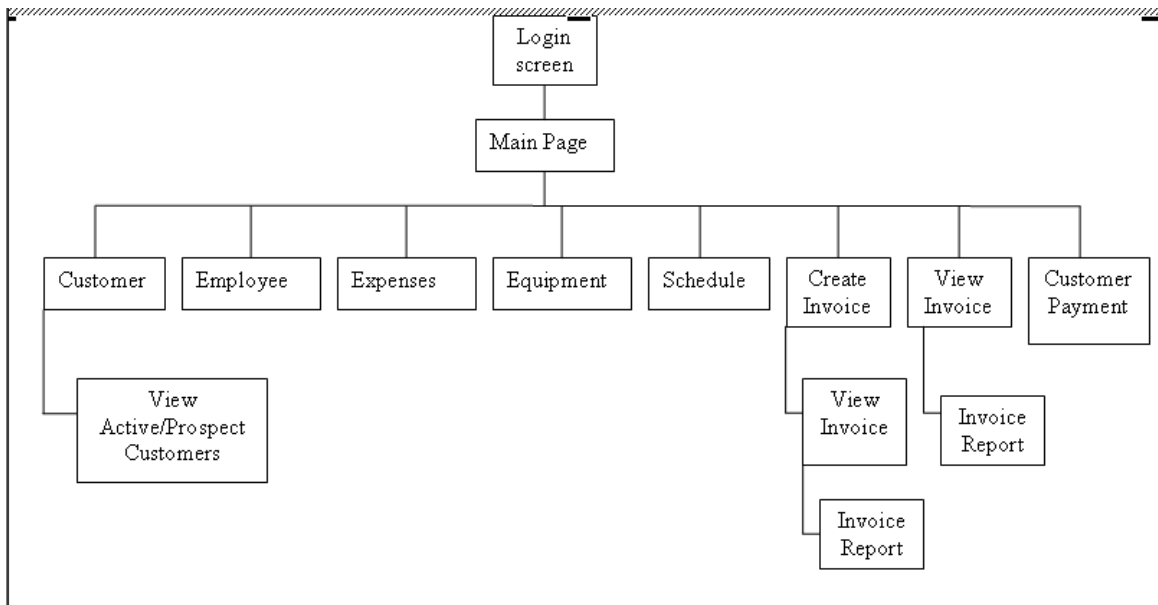 Login
screen
Main Page
Customer
Employee
Expenses
Equipment
Schedule
Create
Invoice
View
Invoice
Customer
Payment
View
Active/Prospect
Customers
View
Invoice
Invoice
Report
Invoice
Report